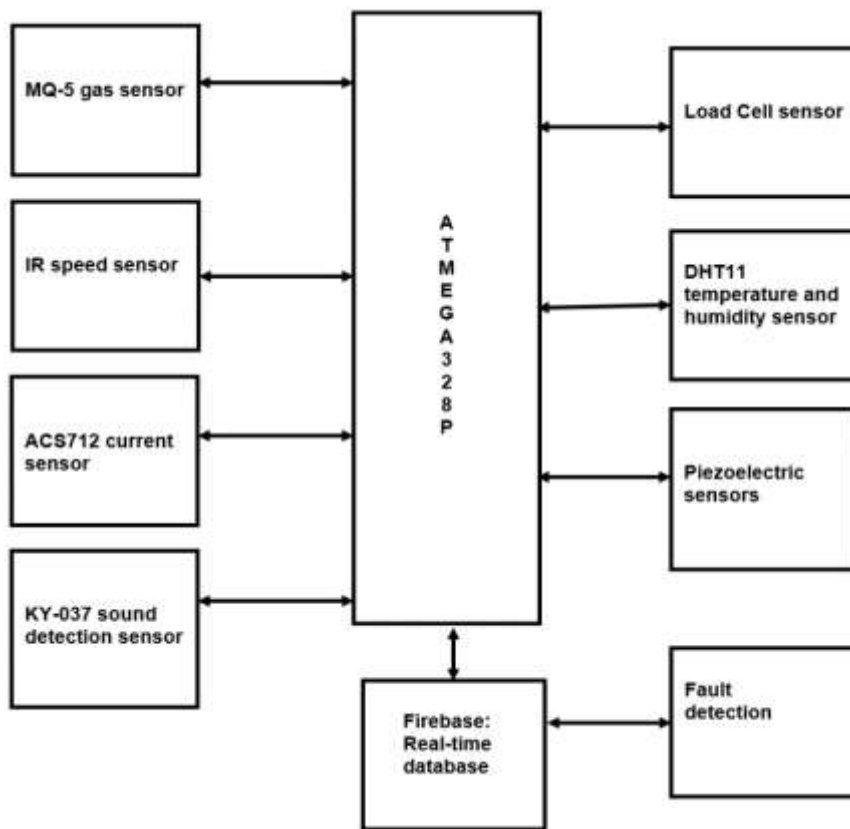 MQ-5 gas sensor
IR speed sensor
ACS712 current
sensor
KY-037 sound
detection sensor
A
T
M
E
G
A
3
2
8
P
Load Cell sensor
DHT11
temperature and
humidity sensor
Piezoelectric
sensors
Firebase:
Real-time
database
Fault
detection